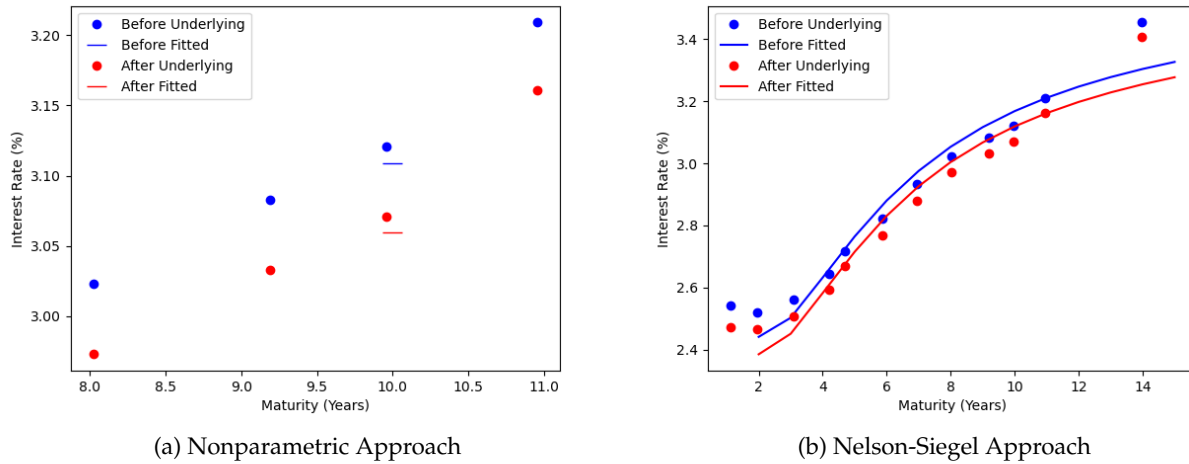 Before Underlying
Before Fitted
After Underlying
After Fitted
3.20
3.15
3.10
3.05
3.00
Interest Rate (%)
8.0 8.5 9.0 9.5 10.0 10.5 11.0
Maturity (Years)
(a) Nonparametric Approach
Before Underlying
Before Fitted
After Underlying
After Fitted
3.4
3.2
3.0
2.8
2.6
2.4
Interest Rate (%)
2 4 6 8 10 12 14
Maturity (Years)
(b) Nelson-Siegel Approach